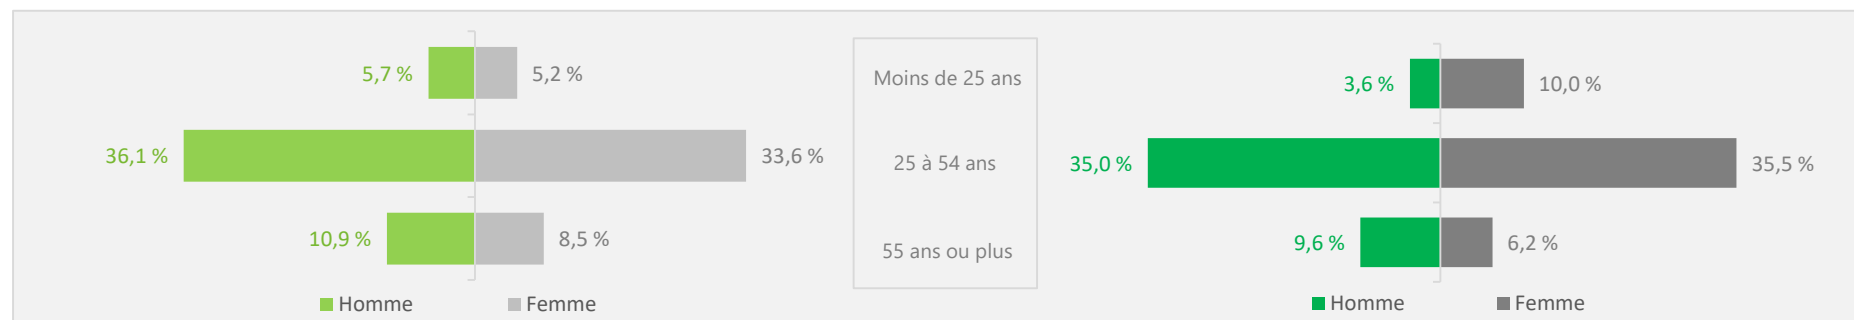 5,7 % 5,2 % Moins de 25 ans 3,6 % 10,0 %
36,1 % 33,6 % 25 à 54 ans 35,0 % 35,5 %
10,9 % 8,5 % 55 ans ou plus 9,6 % 6,2 %
Homme Femme Homme Femme